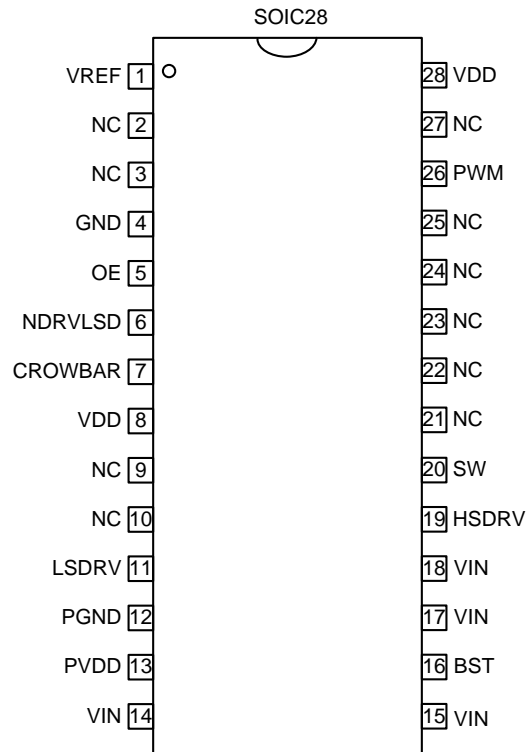 SOIC28
VREF 1 28 VDD
NC 2 27 NC
NC 3 26 PWM
GND 4 25 NC
OE 5 24 NC
NDRVLSD 6 23 NC
CROWBAR 7 22 NC
VDD 8 21 NC
NC 9 20 SW
NC 10 19 HSDRV
LSDRV 11 18 VIN
PGND 12 17 VIN
PVDD 13 16 BST
VIN 14 15 VIN